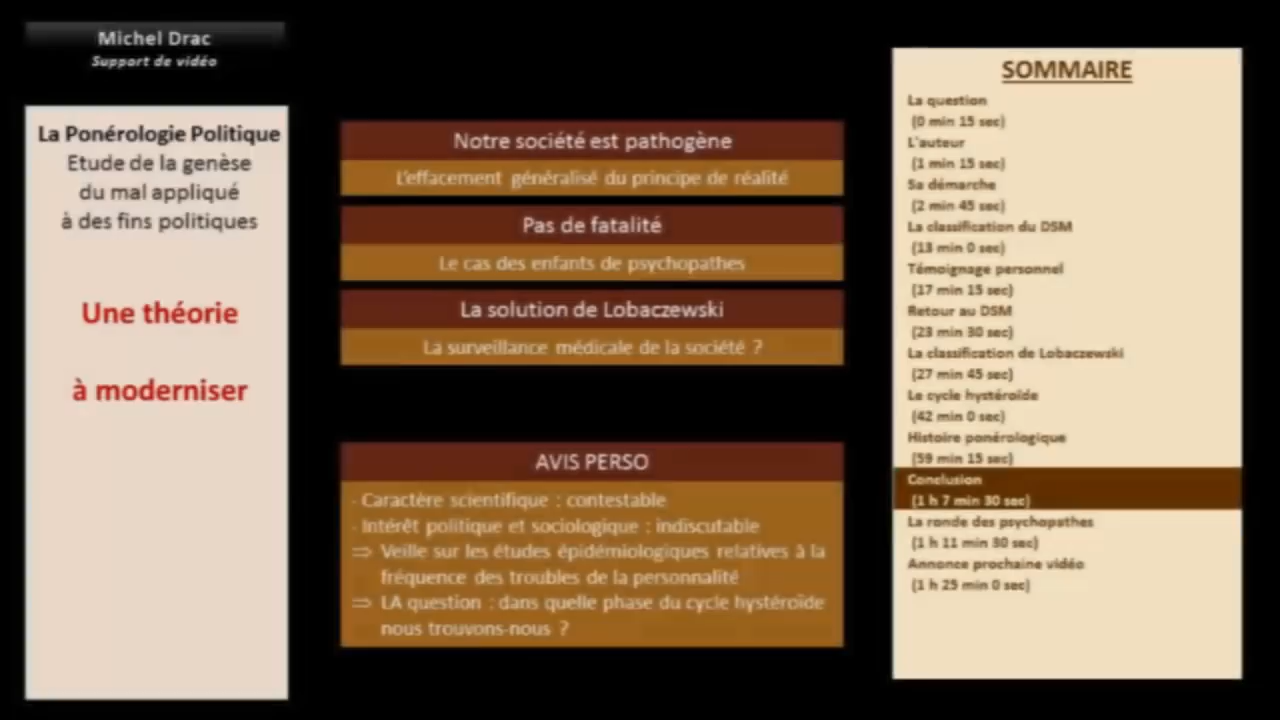 Michel Drac
Support de vidéo
La Ponérologie Politique
Etude de la genèse
du mal appliqué
à des fins politiques
Une théorie
à moderniser
Notre société est pathogène
L'effacement généralisé du principe de réalité
Pas de fatalité
Le cas des enfants de psychopathes
La solution de Lobaczewski
La surveillance médicale de la société ?
AVIS PERSO
- Caractère scientifique : contestable
- Intérêt politique et sociologique : indiscutable
⇒ Veille sur les études épidémiologiques relatives à la
fréquence des troubles de la personnalité
⇒ LA question : dans quelle phase du cycle hystéroïde
nous trouvons-nous ?
SOMMAIRE
La question
(0 min 15 sec)
L'auteur
(1 min 15 sec)
Sa démarche
(2 min 45 sec)
La classification du DSM
(13 min 0 sec)
Témoignage personnel
(17 min 15 sec)
Retour au DSM
(23 min 30 sec)
La classification de Lobaczewski
(27 min 45 sec)
Le cycle hystéroïde
(42 min 0 sec)
Histoire ponérologique
(59 min 15 sec)
Conclusion
(1 h 7 min 30 sec)
La ronde des psychopathes
(1 h 11 min 30 sec)
Annonce prochaine vidéo
(1 h 25 min 0 sec)